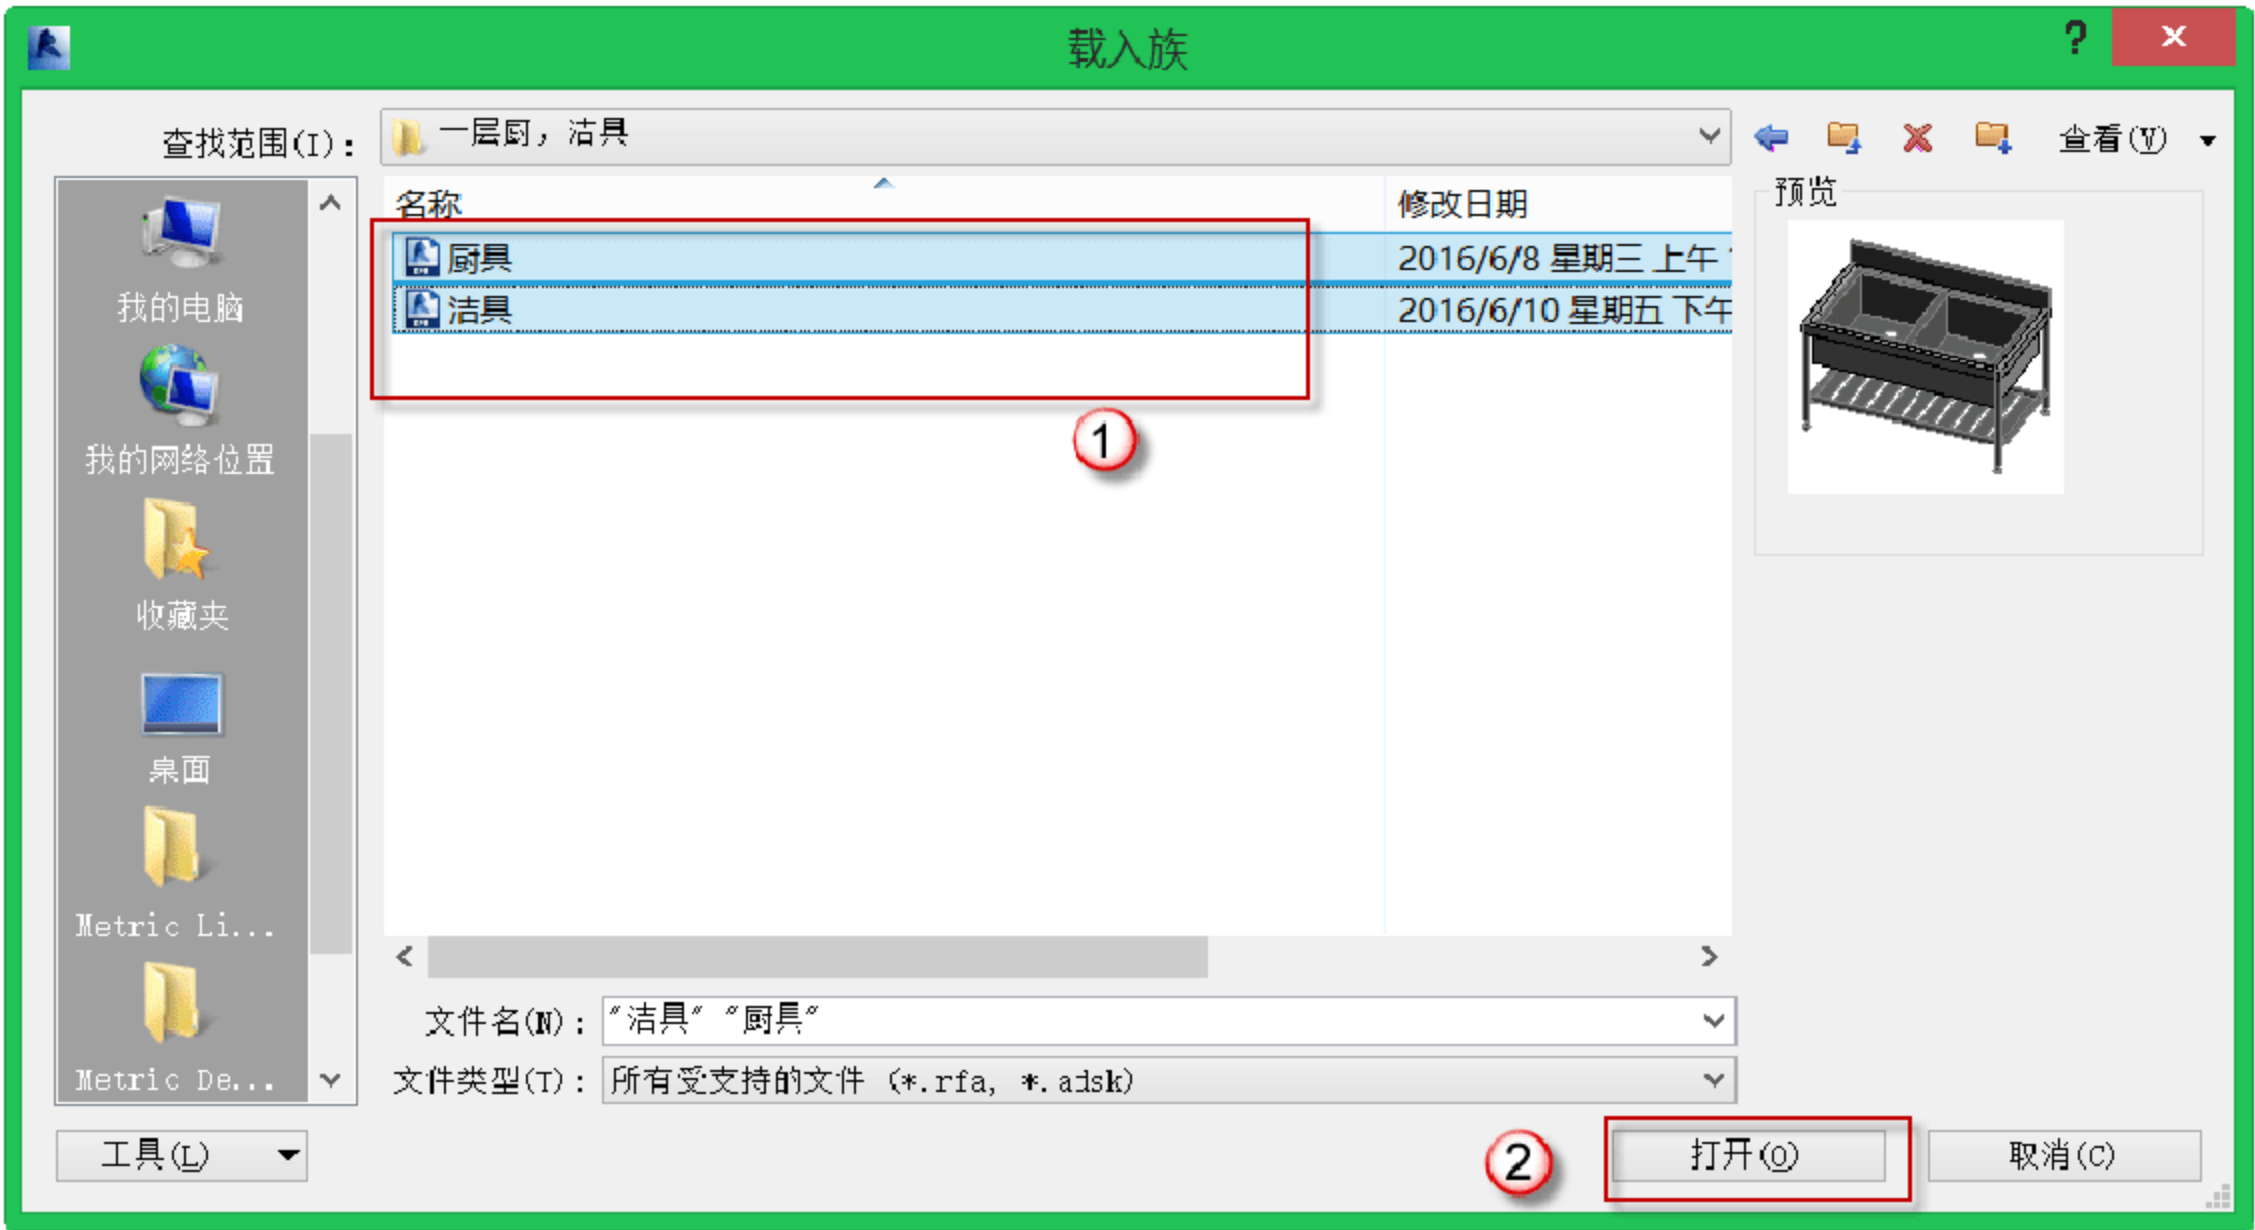 载入族
?
查找范围(I):
一层厨，洁具
查看(V)
名称
修改日期
预览
厨具
2016/6/8 星期三 上午
洁具
2016/6/10 星期五 下午
我的电脑
我的网络位置
收藏夹
桌面
Metric Li...
Metric De...
1
文件名(N):
"洁具" "厨具"
文件类型(T):
所有受支持的文件 (*.rfa, *.adsk)
工具(L)
2
打开(O)
取消(C)